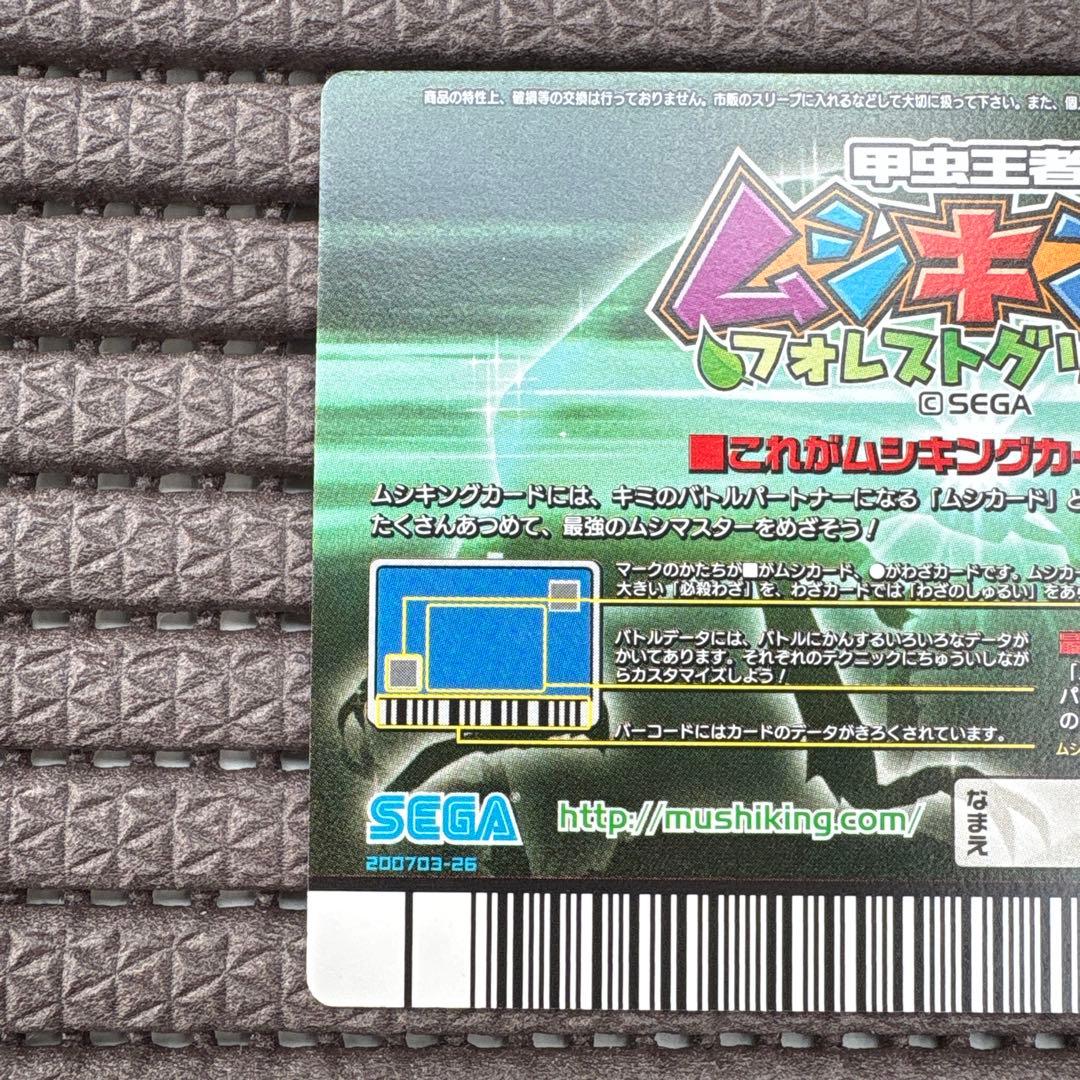 商品の特性上、破損等の交換は行っておりません。市販のスリーブに入れるなどして大切に扱って下さい。また、個
甲虫王者
ムシキン
フォレストグリ
© SEGA
■これがムシキングカー
ムシキングカードには、キミのバトルパートナーになる「ムシカード」と
たくさんあつめて、最強のムシマスターをめざそう！
マークのかたちが■がムシカード、●がわざカードです。ムシカー
大きい「必殺わざ」を、わざカードでは「わざのしゅるい」をあ
バトルデータには、バトルにかんするいろいろなデータが
かいてあります。それぞれのテクニックにちゅういしなが
らカスタマイズしよう！
最
「
パ
の
バーコードにはカードのデータがきろくされています。
ムシ
SEGA
http://mushiking.com/
なまえ
200703-26